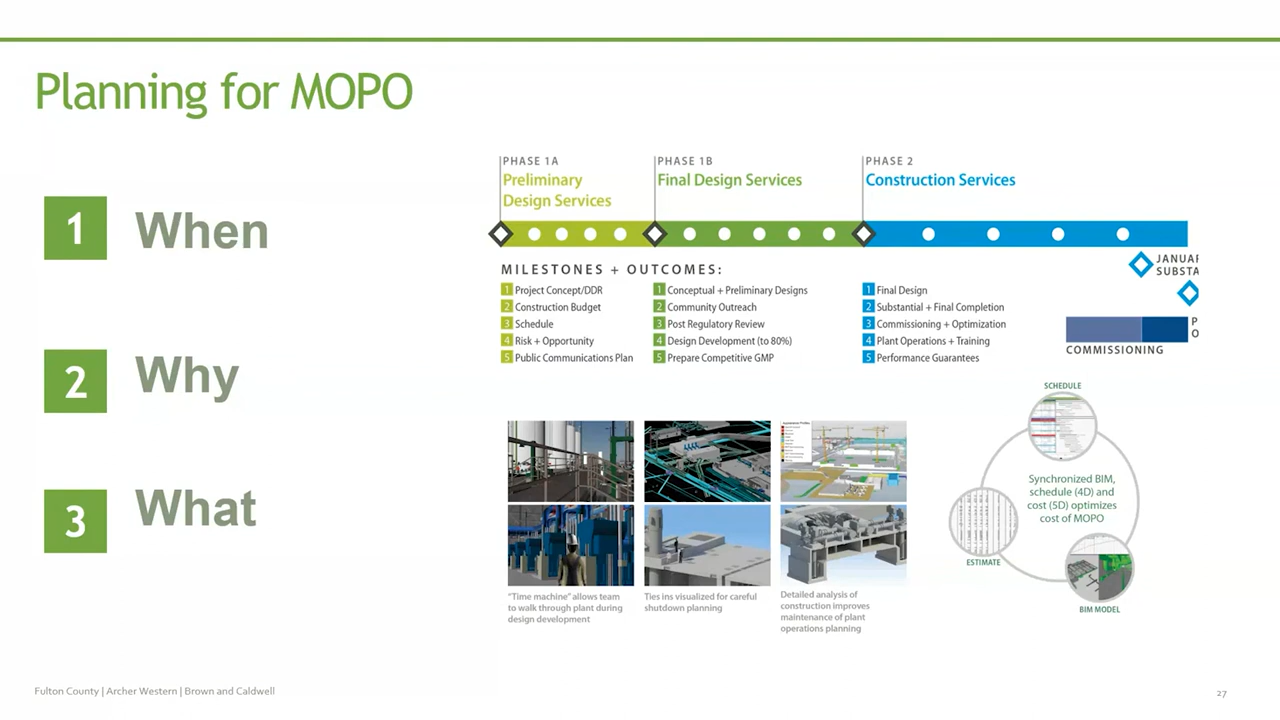 Planning for MOPO
1 When
2 Why
3 What
PHASE 1A
Preliminary
Design Services
PHASE 1B
Final Design Services
PHASE 2
Construction Services
MILESTONES + OUTCOMES:
1 Project Concept/DDR
2 Construction Budget
3 Schedule
4 Risk + Opportunity
5 Public Communications Plan
1 Conceptual + Preliminary Designs
2 Community Outreach
3 Post Regulatory Review
4 Design Development (to 80%)
5 Prepare Competitive GMP
1 Final Design
2 Substantial + Final Completion
3 Commissioning + Optimization
4 Plant Operations + Training
5 Performance Guarantees
JANUAR
SUBSTA
P
O
COMMISSIONING
"Time machine" allows team
to walk through plant during
design development
Ties ins visualized for careful
shutdown planning
Detailed analysis of
construction improves
maintenance of plant
operations planning
SCHEDULE
Synchronized BIM,
schedule (4D) and
cost (5D) optimizes
cost of MOPO
ESTIMATE
BIM MODEL
Fulton County | Archer Western | Brown and Caldwell
27